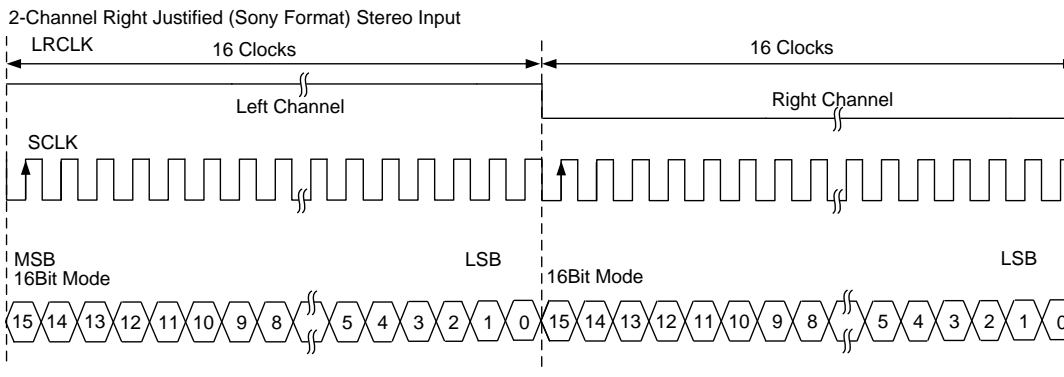 2-Channel Right Justified (Sony Format) Stereo Input
LRCLK
16 Clocks
16 Clocks
Left Channel
Right Channel
SCLK
MSB
LSB
LSB
16Bit Mode
16Bit Mode
15 14 13 12 11 10 9 8 5 4 3 2 1 0 15 14 13 12 11 10 9 8 5 4 3 2 1 0